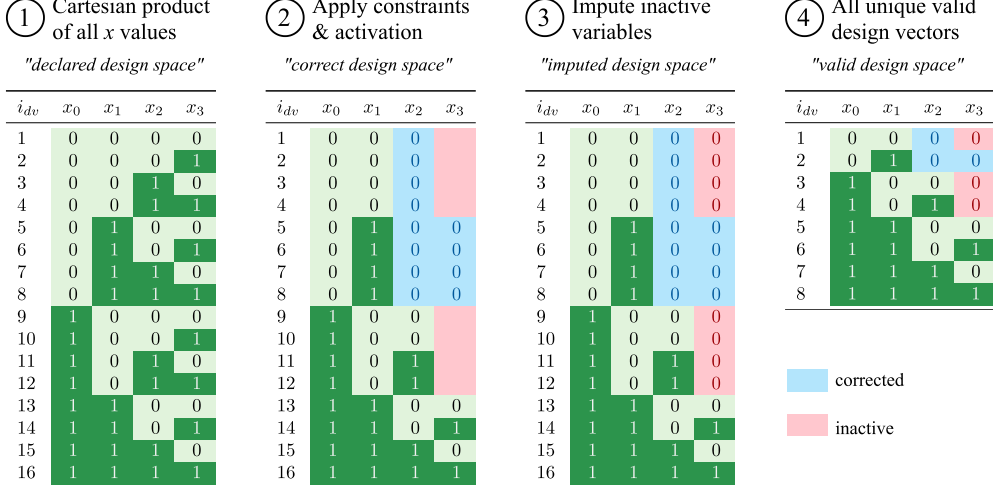 1 Cartesian product
of all x values
"declared design space"
i_dv x_0 x_1 x_2 x_3
1 0 0 0 0
2 0 0 0 1
3 0 0 1 0
4 0 0 1 1
5 0 1 0 0
6 0 1 0 1
7 0 1 1 0
8 0 1 1 1
9 1 0 0 0
10 1 0 0 1
11 1 0 1 0
12 1 0 1 1
13 1 1 0 0
14 1 1 0 1
15 1 1 1 0
16 1 1 1 1
2 Apply constraints
& activation
"correct design space"
i_dv x_0 x_1 x_2 x_3
1 0 0 0
2 0 0 0
3 0 0 0
4 0 0 0
5 0 1 0 0
6 0 1 0 0
7 0 1 0 0
8 0 1 0 0
9 1 0 0
10 1 0 0
11 1 0 1
12 1 0 1
13 1 1 0 0
14 1 1 0 1
15 1 1 1 0
16 1 1 1 1
3 Impute inactive
variables
"imputed design space"
i_dv x_0 x_1 x_2 x_3
1 0 0 0 0
2 0 0 0 0
3 0 0 0 0
4 0 0 0 0
5 0 1 0 0
6 0 1 0 0
7 0 1 0 0
8 0 1 0 0
9 1 0 0 0
10 1 0 0 0
11 1 0 1 0
12 1 0 1 0
13 1 1 0 0
14 1 1 0 1
15 1 1 1 0
16 1 1 1 1
4 All unique valid
design vectors
"valid design space"
i_dv x_0 x_1 x_2 x_3
1 0 0 0 0
2 0 1 0 0
3 1 0 0 0
4 1 0 1 0
5 1 1 0 0
6 1 1 0 1
7 1 1 1 0
8 1 1 1 1
corrected
inactive